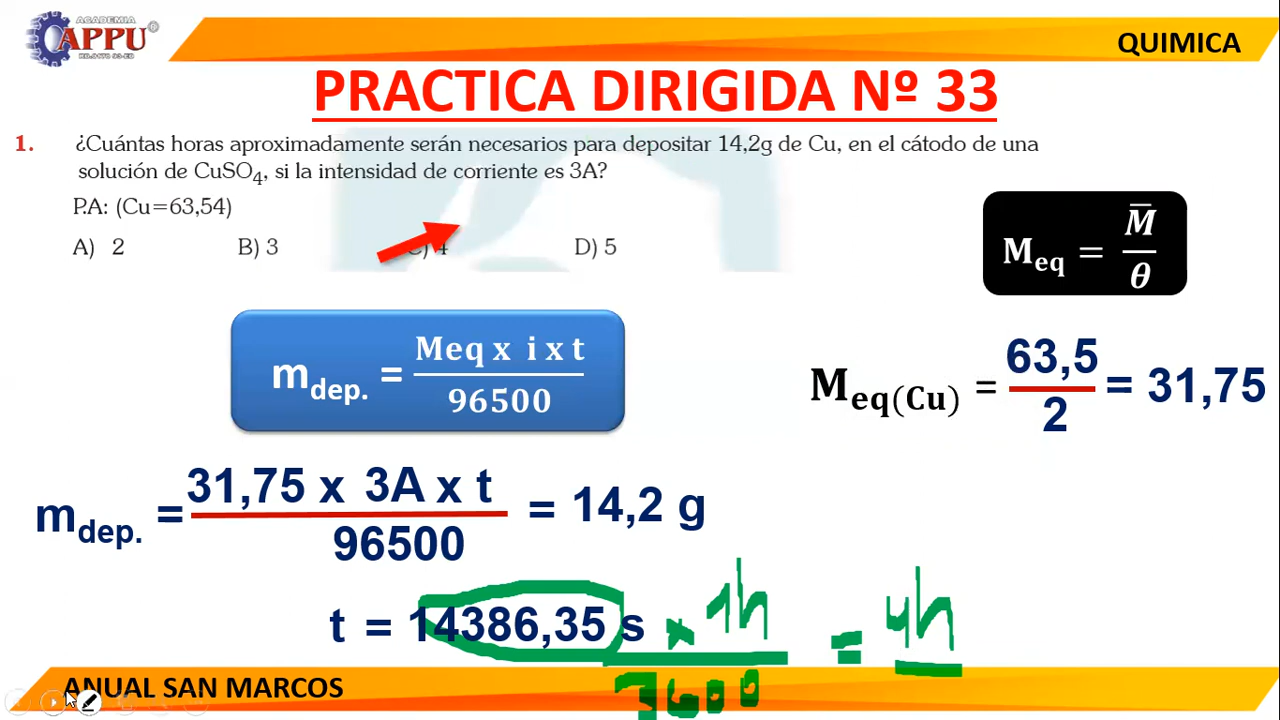 ACADEMIA
APPU®
QUIMICA
PRACTICA DIRIGIDA Nº 33
1. ¿Cuántas horas aproximadamente serán necesarios para depositar 14,2g de Cu, en el cátodo de una
solución de CuSO4, si la intensidad de corriente es 3A?
P.A: (Cu=63,54)
A) 2 B) 3 C) 4 D) 5
Meq = M̅ / θ
mdep. = Meq x i x t / 96500
Meq(Cu) = 63,5 / 2 = 31,75
mdep. = 31,75 x 3A x t / 96500 = 14,2 g
t = 14386,35 s x 1h / 3600 = 4h
ANUAL SAN MARCOS